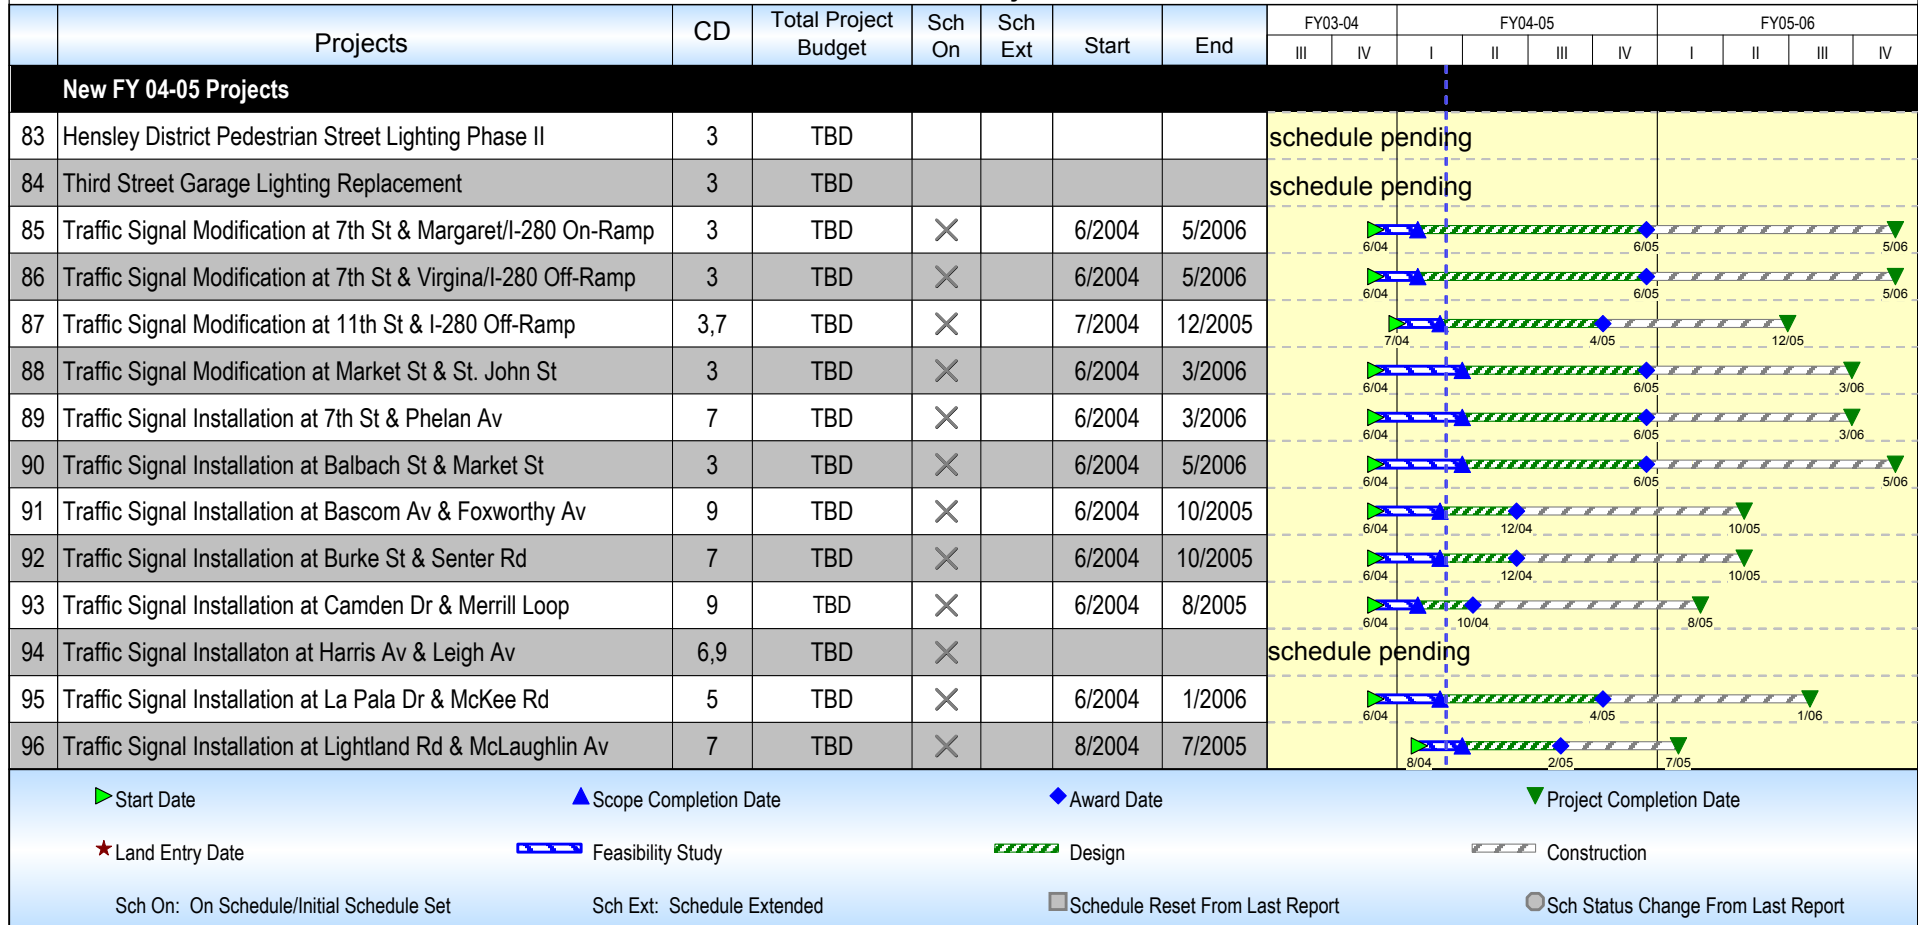 Projects CD Total Project Budget Sch On Sch Ext Start End FY03-04 FY04-05 FY05-06
III IV I II III IV I II III IV
New FY 04-05 Projects
83 Hensley District Pedestrian Street Lighting Phase II 3 TBD schedule pending
84 Third Street Garage Lighting Replacement 3 TBD schedule pending
85 Traffic Signal Modification at 7th St & Margaret/I-280 On-Ramp 3 TBD 6/2004 5/2006 6/04 6/05 5/06
86 Traffic Signal Modification at 7th St & Virgina/I-280 Off-Ramp 3 TBD 6/2004 5/2006 6/04 6/05 5/06
87 Traffic Signal Modification at 11th St & I-280 Off-Ramp 3,7 TBD 7/2004 12/2005 7/04 4/05 12/05
88 Traffic Signal Modification at Market St & St. John St 3 TBD 6/2004 3/2006 6/04 6/05 3/06
89 Traffic Signal Installation at 7th St & Phelan Av 7 TBD 6/2004 3/2006 6/04 6/05 3/06
90 Traffic Signal Installation at Balbach St & Market St 3 TBD 6/2004 5/2006 6/04 6/05 5/06
91 Traffic Signal Installation at Bascom Av & Foxworthy Av 9 TBD 6/2004 10/2005 6/04 12/04 10/05
92 Traffic Signal Installation at Burke St & Senter Rd 7 TBD 6/2004 10/2005 6/04 12/04 10/05
93 Traffic Signal Installation at Camden Dr & Merrill Loop 9 TBD 6/2004 8/2005 6/04 10/04 8/05
94 Traffic Signal Installaton at Harris Av & Leigh Av 6,9 TBD schedule pending
95 Traffic Signal Installation at La Pala Dr & McKee Rd 5 TBD 6/2004 1/2006 6/04 4/05 1/06
96 Traffic Signal Installation at Lightland Rd & McLaughlin Av 7 TBD 8/2004 7/2005 8/04 2/05 7/05
Start Date Scope Completion Date Award Date Project Completion Date
Land Entry Date Feasibility Study Design Construction
Sch On: On Schedule/Initial Schedule Set Sch Ext: Schedule Extended Schedule Reset From Last Report Sch Status Change From Last Report